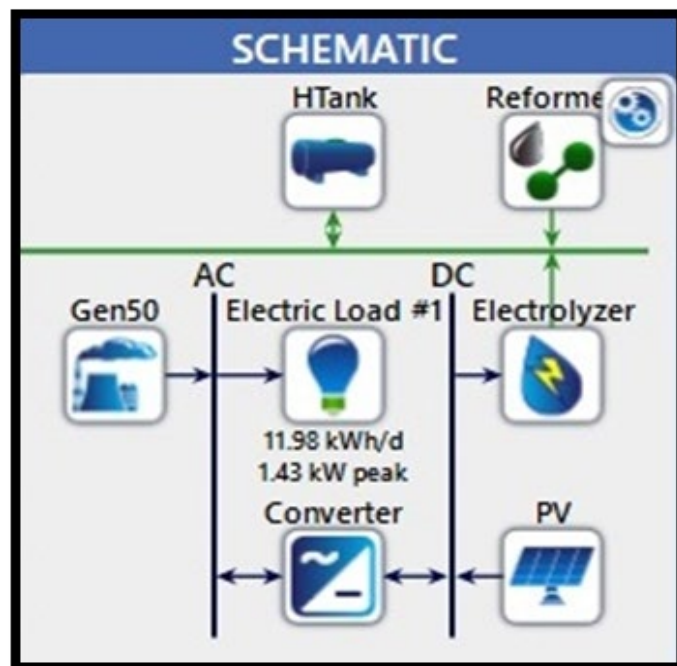 SCHEMATIC
HTank
Reforme
AC
DC
Gen50
Electric Load #1
Electrolyzer
11.98 kWh/d
1.43 kW peak
Converter
PV